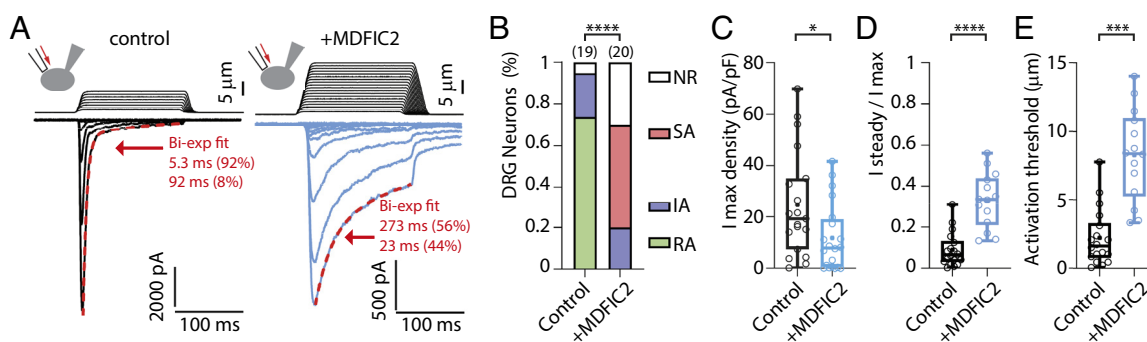 A
control
+MDFIC2
5 µm
5 µm
Bi-exp fit
5.3 ms (92%)
92 ms (8%)
Bi-exp fit
273 ms (56%)
23 ms (44%)
2000 pA
100 ms
500 pA
100 ms
B
****
(19) (20)
DRG Neurons (%)
1
0.8
0.6
0.4
0.2
0
Control
+MDFIC2
NR
SA
IA
RA
C
*
I max density (pA/pF)
80
60
40
20
0
Control
+MDFIC2
D
****
I steady / I max
1
0.8
0.6
0.4
0.2
0
Control
+MDFIC2
E
***
Activation threshold (µm)
15
10
5
0
Control
+MDFIC2